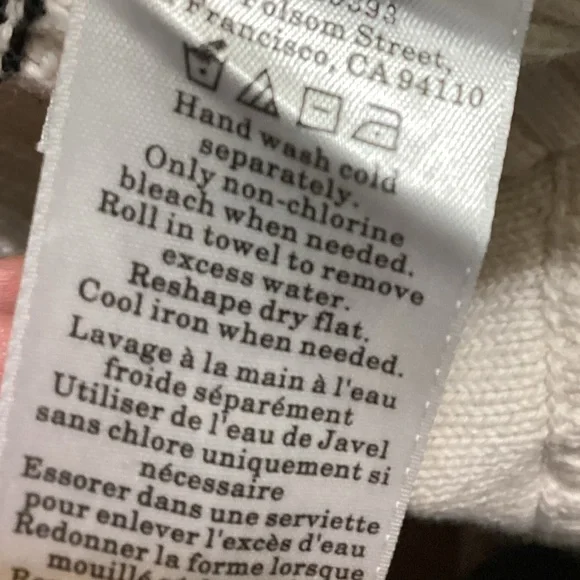 Folsom Street,
Francisco, CA 94110
Hand wash cold
separately.
Only non-chlorine
bleach when needed.
Roll in towel to remove
excess water.
Reshape dry flat.
Cool iron when needed.
Lavage à la main à l'eau
froide séparément
Utiliser de l'eau de Javel
sans chlore uniquement si
nécessaire
Essorer dans une serviette
pour enlever l'excès d'eau
Redonner la forme lorsque
mouillé